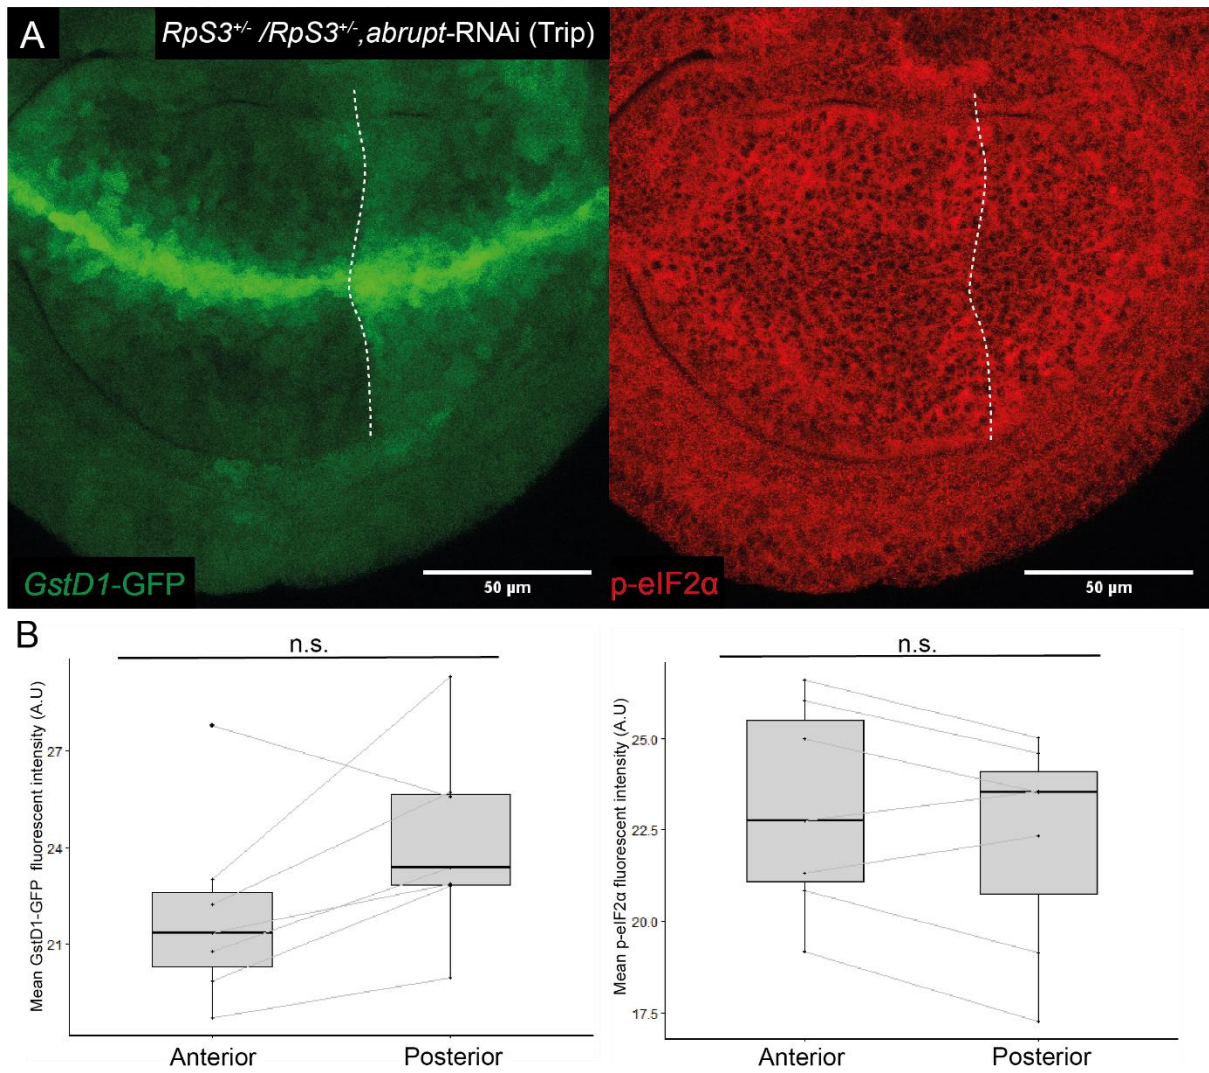 A
RpS3+/- /RpS3+/-,abrupt-RNAi (Trip)
GstD1-GFP
50 µm
p-eIF2α
50 µm
B
n.s.
Mean GstD1-GFP fluorescent intensity (A.U)
27
24
21
Anterior
Posterior
n.s.
Mean p-eIF2α fluorescent intensity (A.U)
25.0
22.5
20.0
17.5
Anterior
Posterior